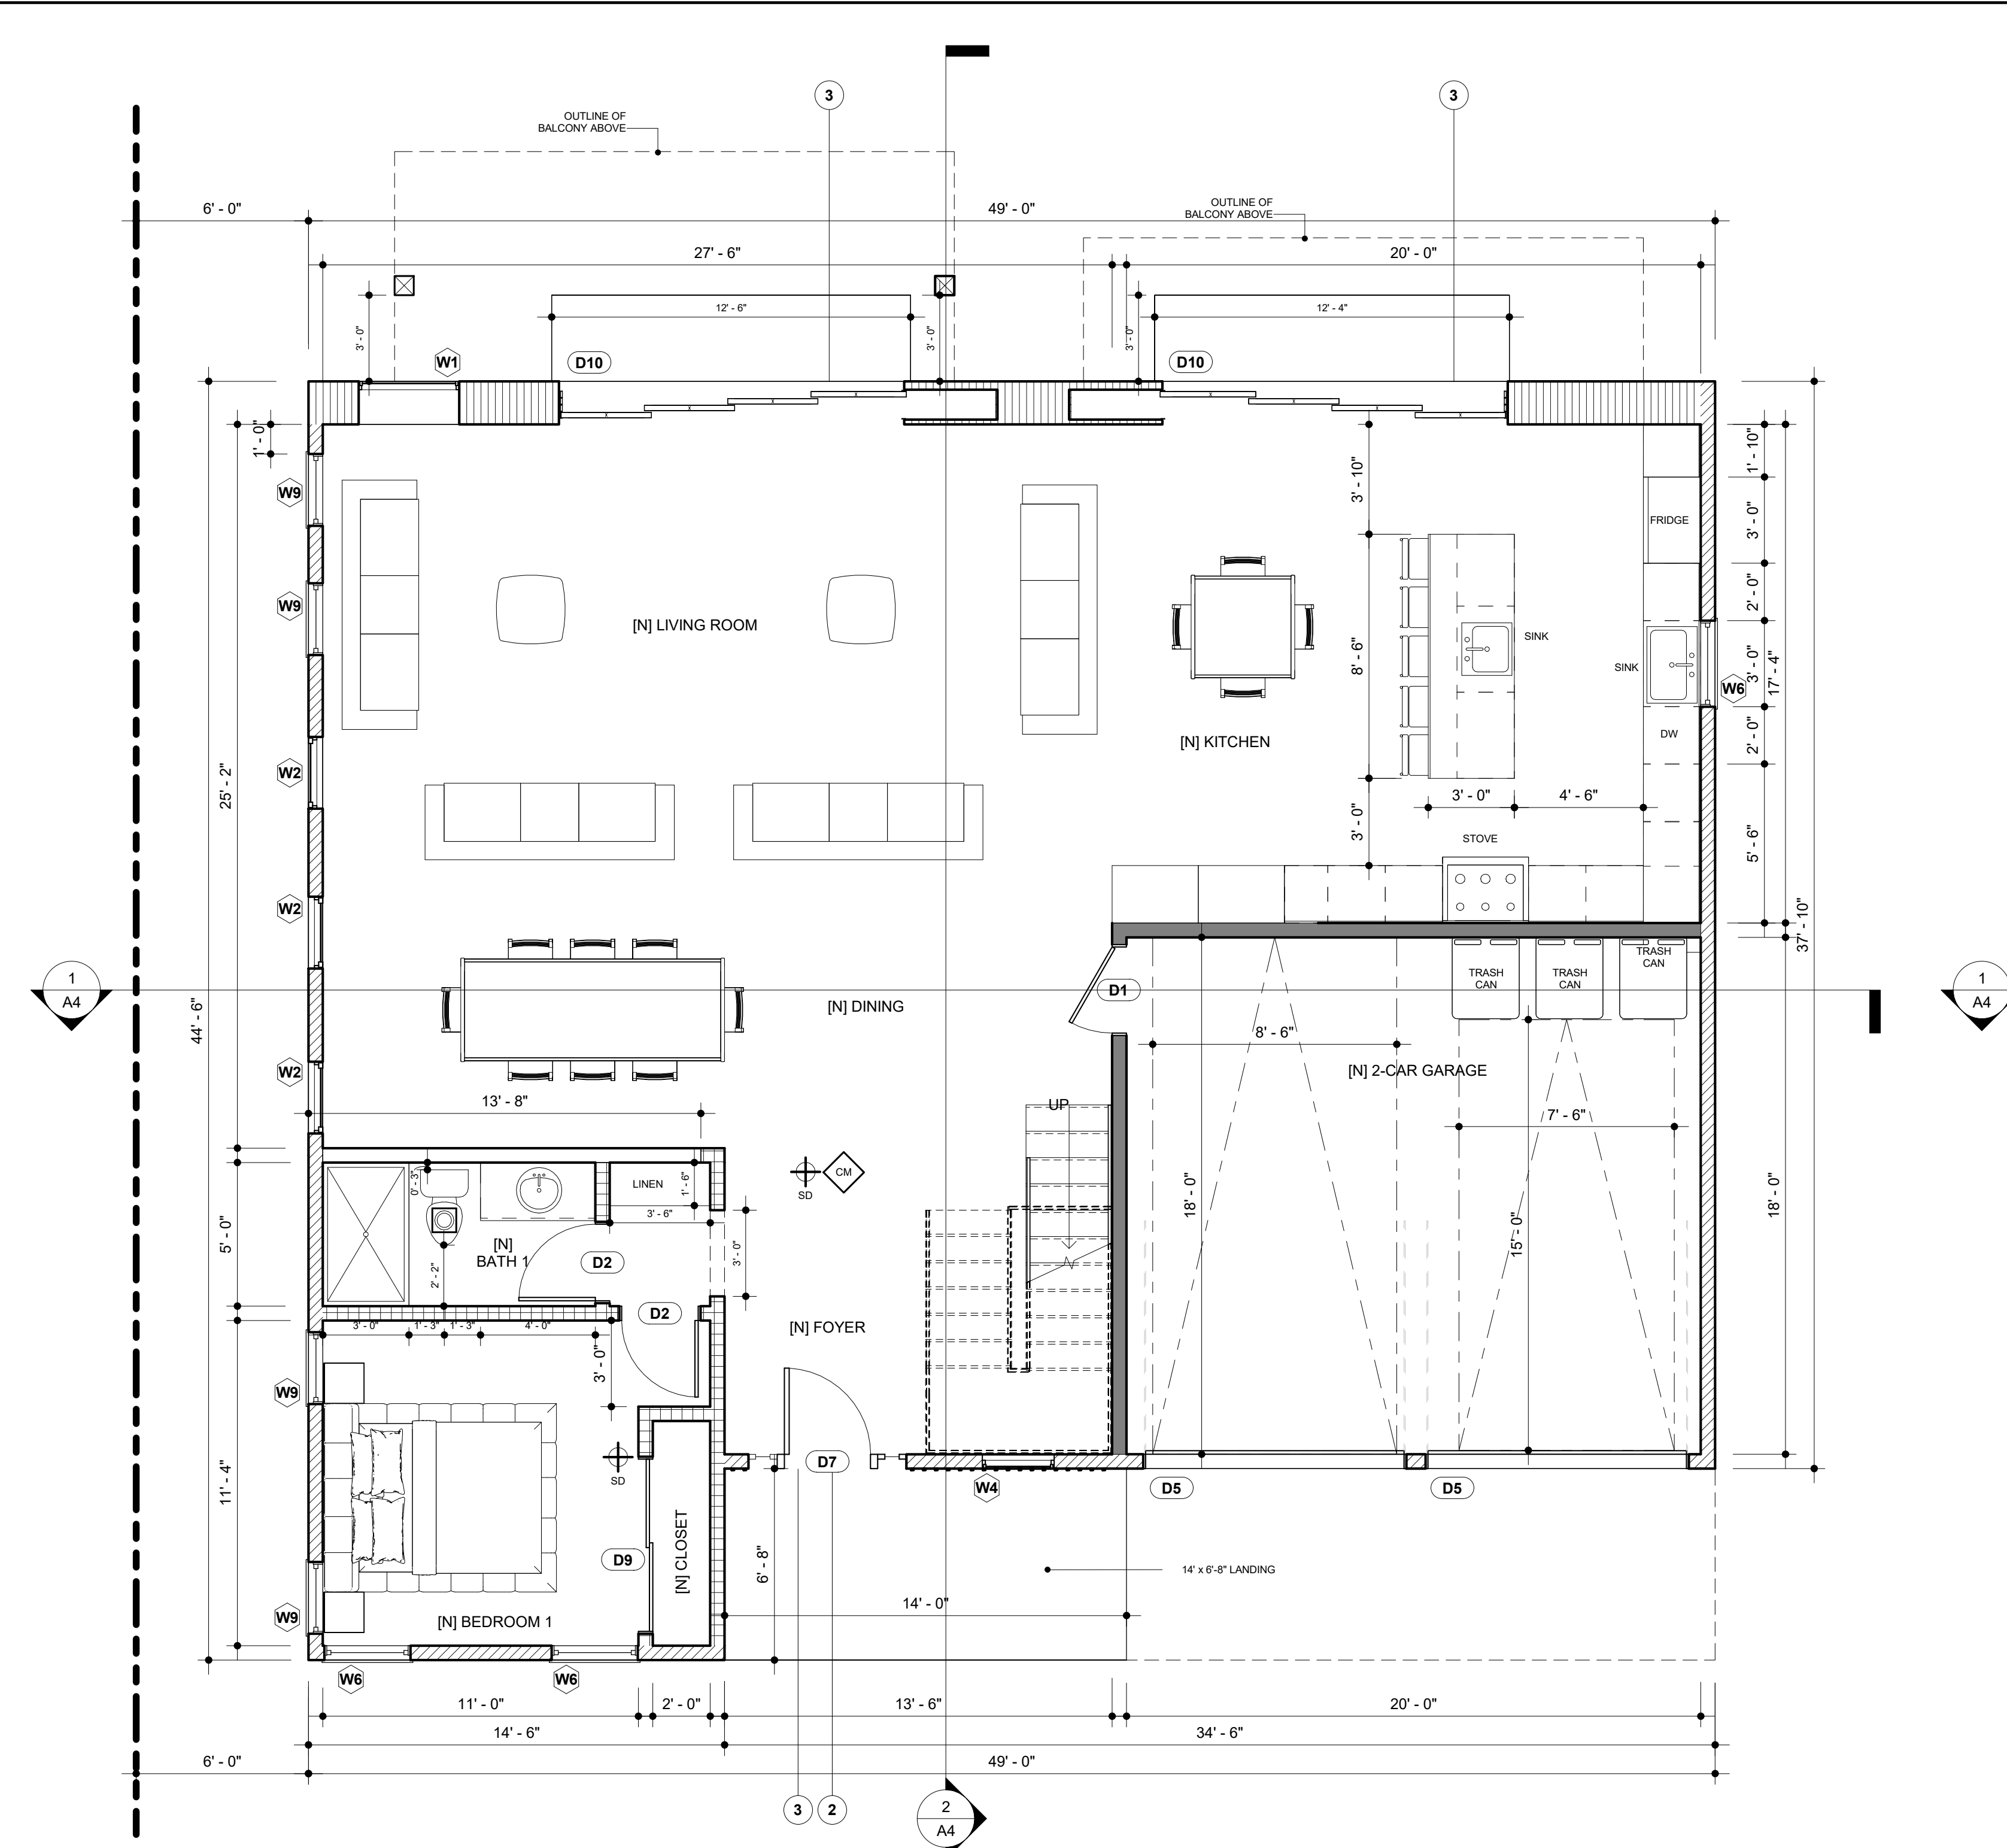 3
3
OUTLINE OF
BALCONY ABOVE
OUTLINE OF
BALCONY ABOVE
6' - 0"
49' - 0"
27' - 6"
20' - 0"
12' - 6"
12' - 4"
3' - 0"
3' - 0"
3' - 0"
W1
D10
D10
1' - 0"
3' - 10"
1' - 10"
W9
FRIDGE
3' - 0"
W9
2' - 0"
[N] LIVING ROOM
SINK
8' - 6"
SINK
3' - 0"
17' - 4"
W6
[N] KITCHEN
DW
2' - 0"
W2
25' - 2"
3' - 0"
4' - 6"
3' - 0"
STOVE
5' - 6"
W2
37' - 10"
TRASH
CAN
TRASH
CAN
TRASH
CAN
1
A4
1
A4
44' - 6"
[N] DINING
D1
8' - 6"
W2
[N] 2-CAR GARAGE
13' - 8"
UP
7' - 6"
CM
SD
LINEN
0' - 3"
1' - 6"
3' - 6"
18' - 0"
18' - 0"
5' - 0"
15' - 0"
[N]
BATH 1
2' - 2"
D2
3' - 0"
D2
3' - 0"
1' - 3"
1' - 3"
4' - 0"
[N] FOYER
3' - 0"
W9
SD
D7
W4
D5
D5
11' - 4"
D9
[N] CLOSET
6' - 8"
14' x 6'-8" LANDING
14' - 0"
W9
[N] BEDROOM 1
W6
W6
11' - 0"
2' - 0"
13' - 6"
20' - 0"
14' - 6"
34' - 6"
6' - 0"
49' - 0"
3
2
2
A4